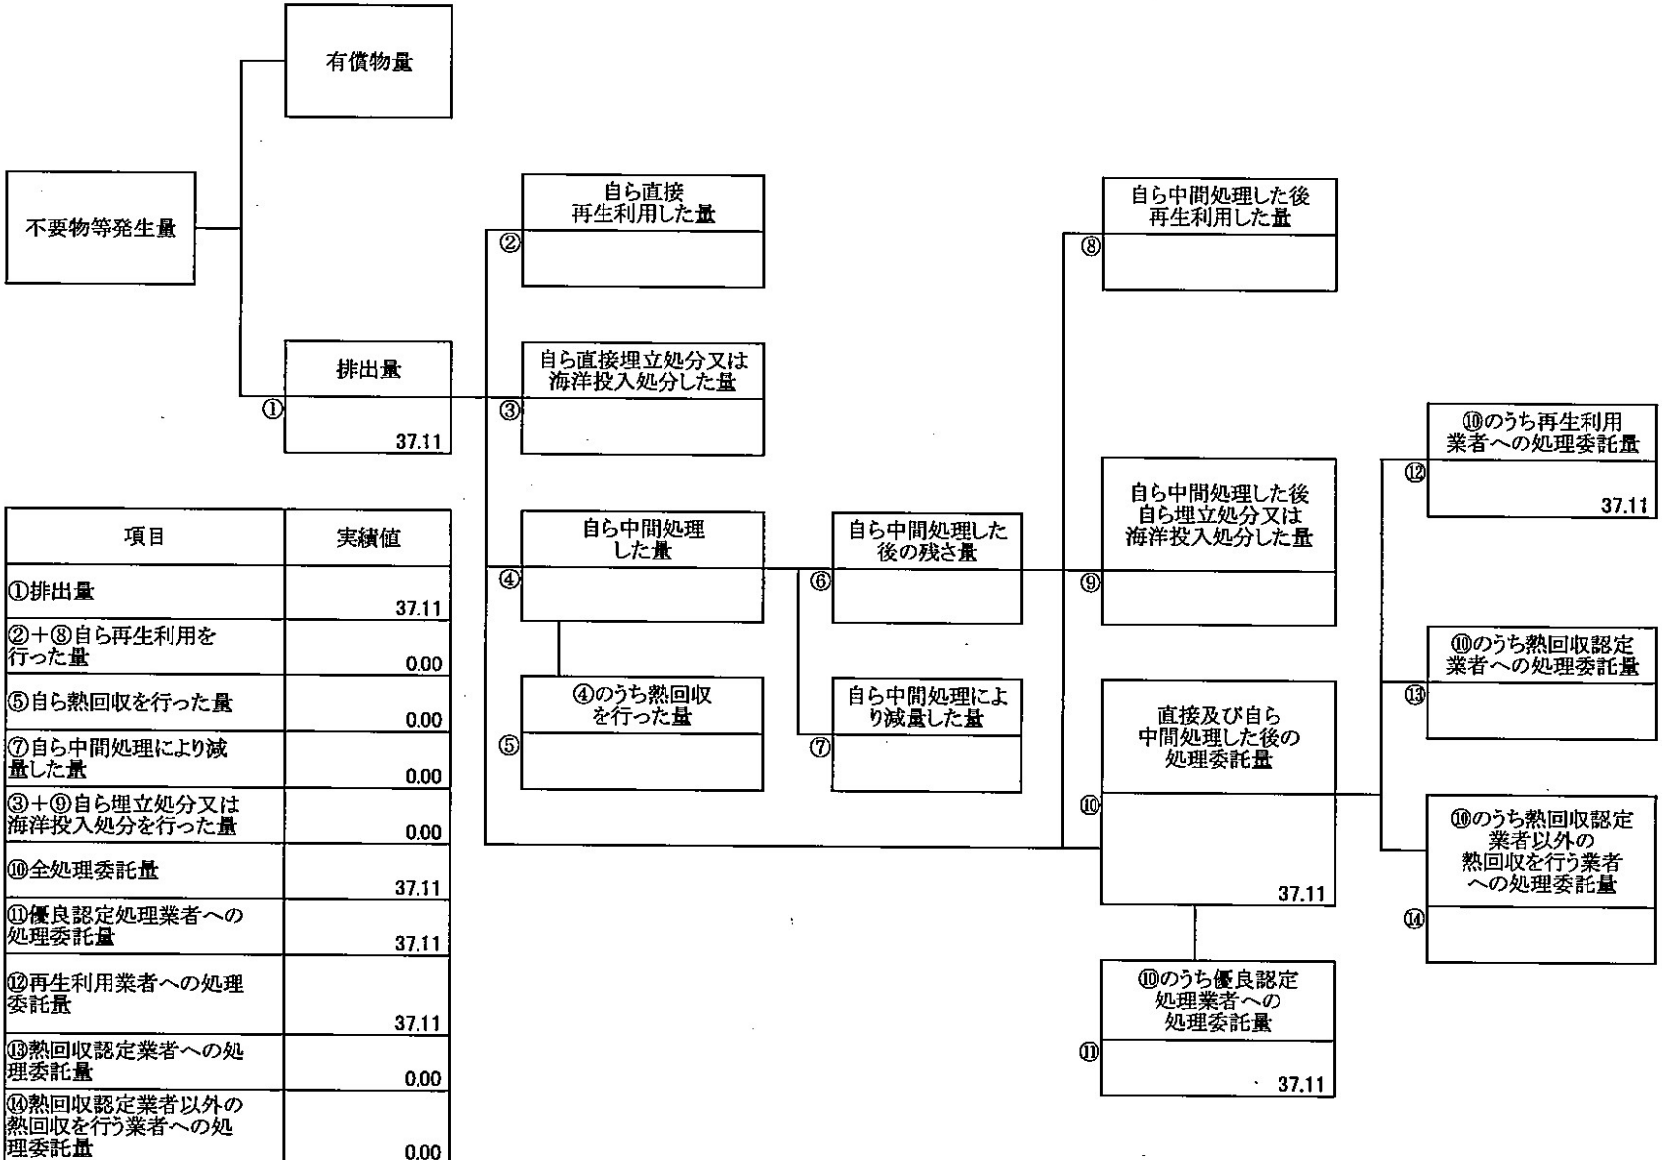 有償物量
不要物等発生量
排出量
①
37.11
自ら直接
再生利用した量
②
自ら直接埋立処分又は
海洋投入処分した量
③
自ら中間処理
した量
④
④のうち熱回収
を行った量
⑤
自ら中間処理した
後の残さ量
⑥
自ら中間処理によ
り減量した量
⑦
自ら中間処理した後
再生利用した量
⑧
自ら中間処理した後
自ら埋立処分又は
海洋投入処分した量
⑨
直接及び自ら
中間処理した後の
処理委託量
⑩
37.11
⑩のうち優良認定
処理業者への
処理委託量
⑪
37.11
⑩のうち再生利用
業者への処理委託量
⑫
37.11
⑩のうち熱回収認定
業者への処理委託量
⑬
⑩のうち熱回収認定
業者以外の
熱回収を行う業者
への処理委託量
⑭
項目 実績値
①排出量
37.11
②+⑧自ら再生利用を
行った量
0.00
⑤自ら熱回収を行った量
0.00
⑦自ら中間処理により減
量した量
0.00
③+⑨自ら埋立処分又は
海洋投入処分を行った量
0.00
⑩全処理委託量
37.11
⑪優良認定処理業者への
処理委託量
37.11
⑫再生利用業者への処理
委託量
37.11
⑬熱回収認定業者への処
理委託量
0.00
⑭熱回収認定業者以外の
熱回収を行う業者への処
理委託量
0.00